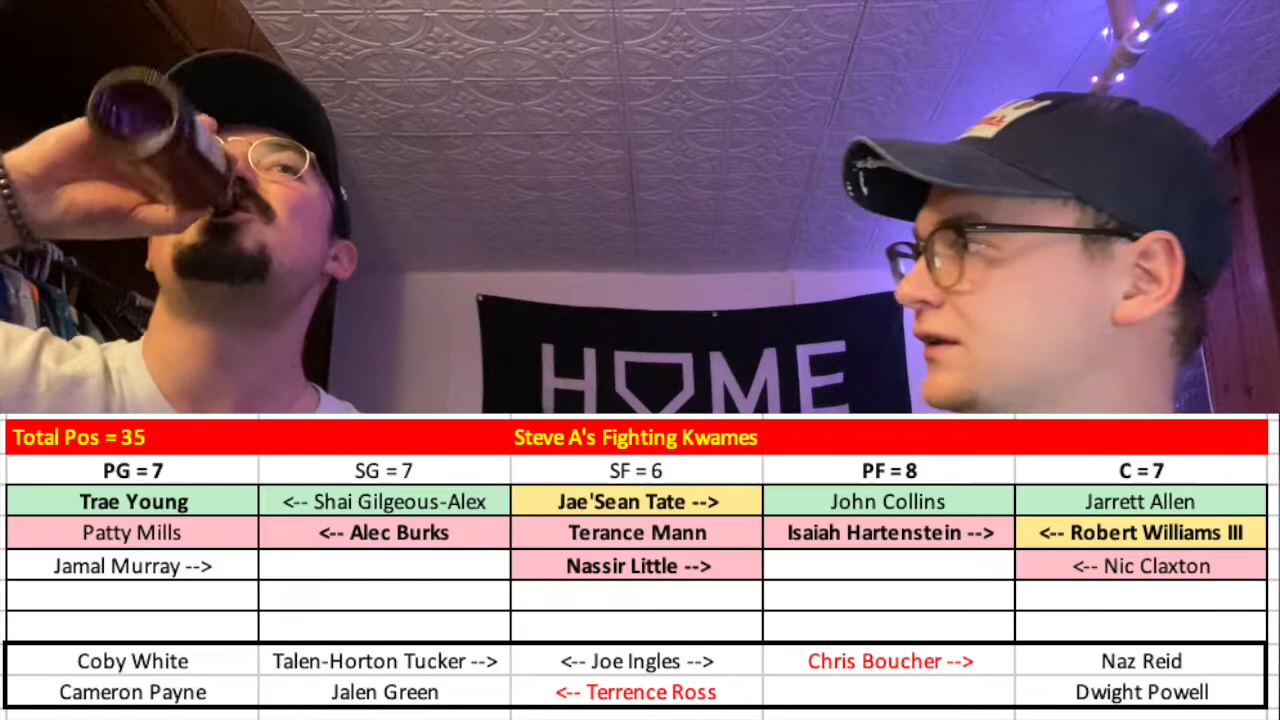 HOME
Total Pos = 35 Steve A's Fighting Kwames
PG = 7 SG = 7 SF = 6 PF = 8 C = 7
Trae Young <-- Shai Gilgeous-Alex Jae'Sean Tate --> John Collins Jarrett Allen
Patty Mills <-- Alec Burks Terance Mann Isaiah Hartenstein --> <-- Robert Williams III
Jamal Murray --> Nassir Little --> <-- Nic Claxton
Coby White Talen-Horton Tucker --> <-- Joe Ingles --> Chris Boucher --> Naz Reid
Cameron Payne Jalen Green <-- Terrence Ross Dwight Powell